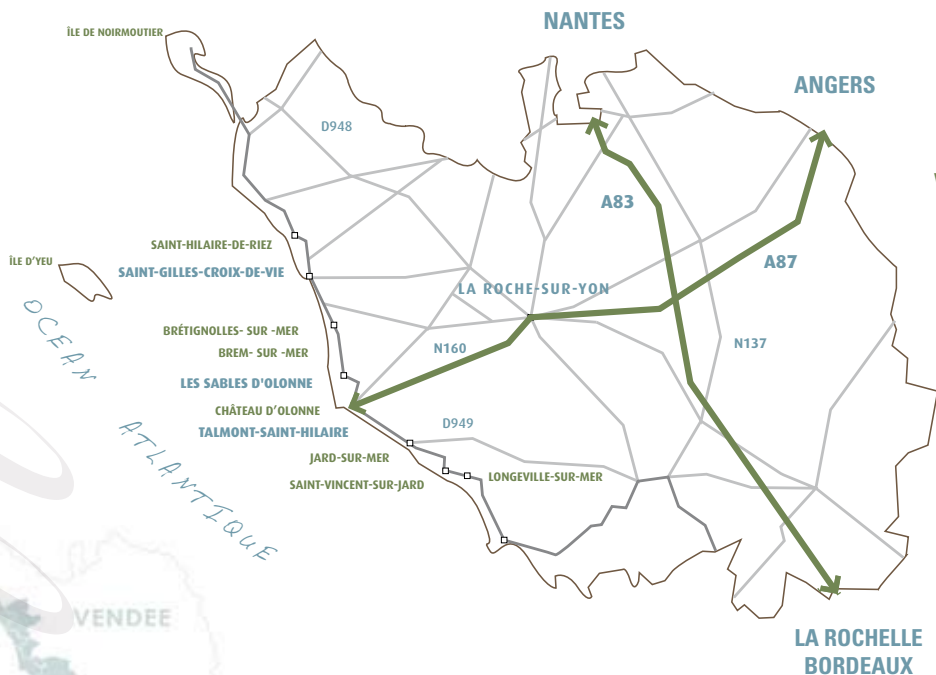 NANTES
ÎLE DE NOIRMOUTIER
ANGERS
D948
A83
SAINT-HILAIRE-DE-RIEZ
ÎLE D'YEU
SAINT-GILLES-CROIX-DE-VIE
A87
LA ROCHE-SUR-YON
OCEAN
BRÉTIGNOLLES- SUR -MER
N160
N137
BREM- SUR -MER
LES SABLES D'OLONNE
CHÂTEAU D'OLONNE
D949
TALMONT-SAINT-HILAIRE
ATLANTIQUE
JARD-SUR-MER
LONGEVILLE-SUR-MER
SAINT-VINCENT-SUR-JARD
VENDEE
LA ROCHELLE
BORDEAUX